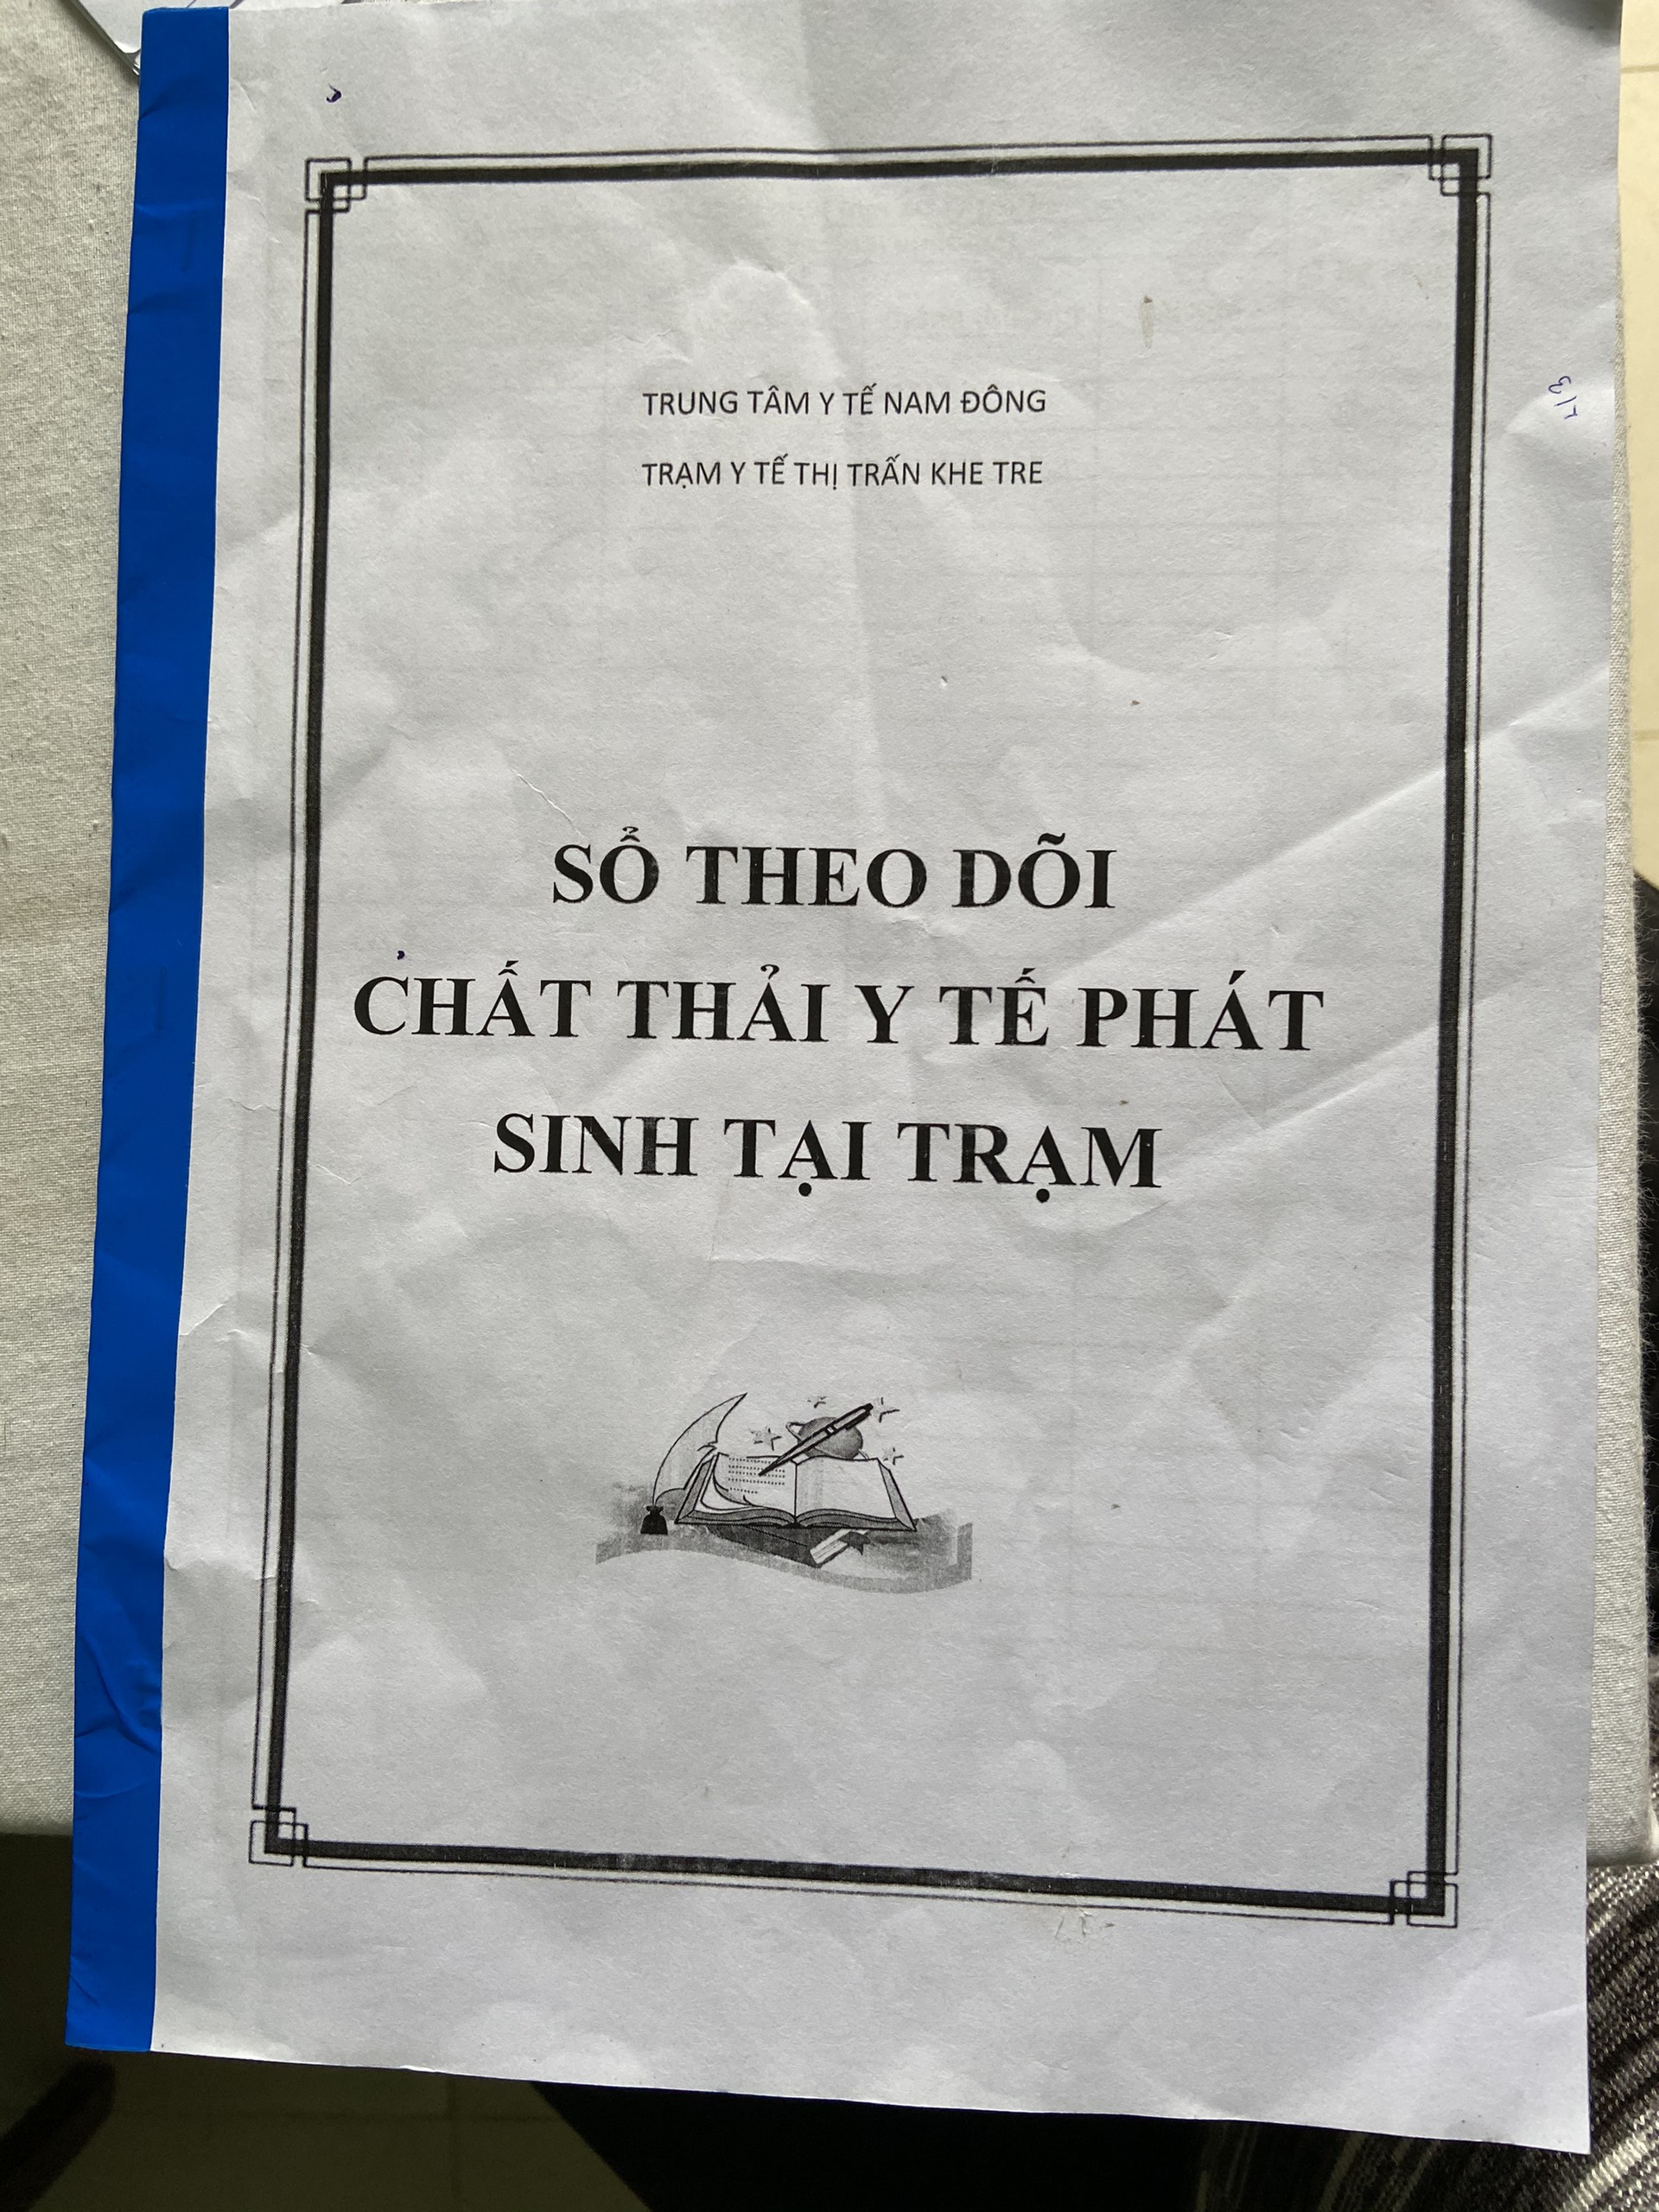 TRUNG TÂM Y TẾ NAM ĐÔNG
TRẠM Y TẾ THỊ TRẤN KHE TRE
SỔ THEO DÕI
CHẤT THẢI Y TẾ PHÁT
SINH TẠI TRẠM